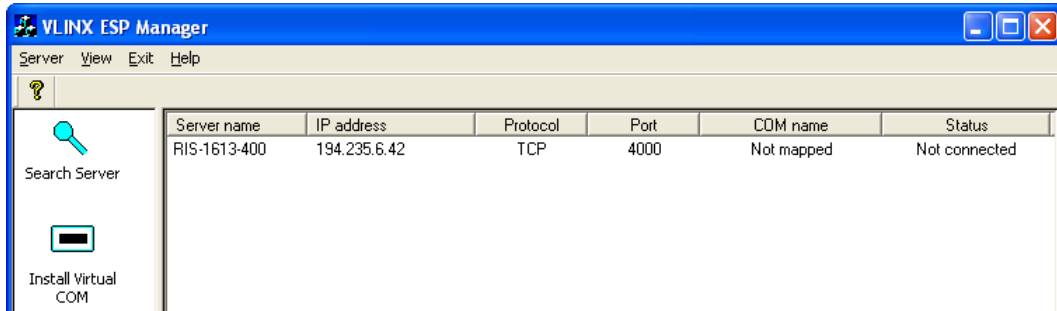 VLINX ESP Manager
Server View Exit Help
Server name IP address Protocol Port COM name Status
RIS-1613-400 194.235.6.42 TCP 4000 Not mapped Not connected
Search Server
Install Virtual
COM